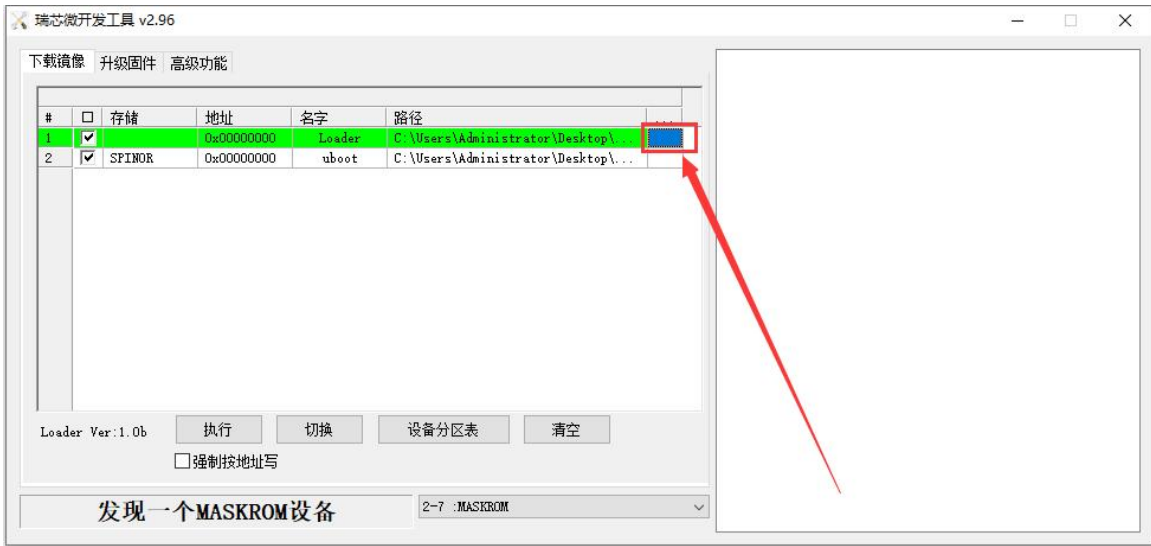 瑞芯微开发工具 v2.96
下载镜像 升级固件 高级功能
# 存储 地址 名字 路径 ...
1 0x00000000 Loader C:\Users\Administrator\Desktop\...
2 SPINOR 0x00000000 uboot C:\Users\Administrator\Desktop\...
Loader Ver:1.0b 执行 切换 设备分区表 清空
强制按地址写
发现一个MASKROM设备 2-7 :MASKROM